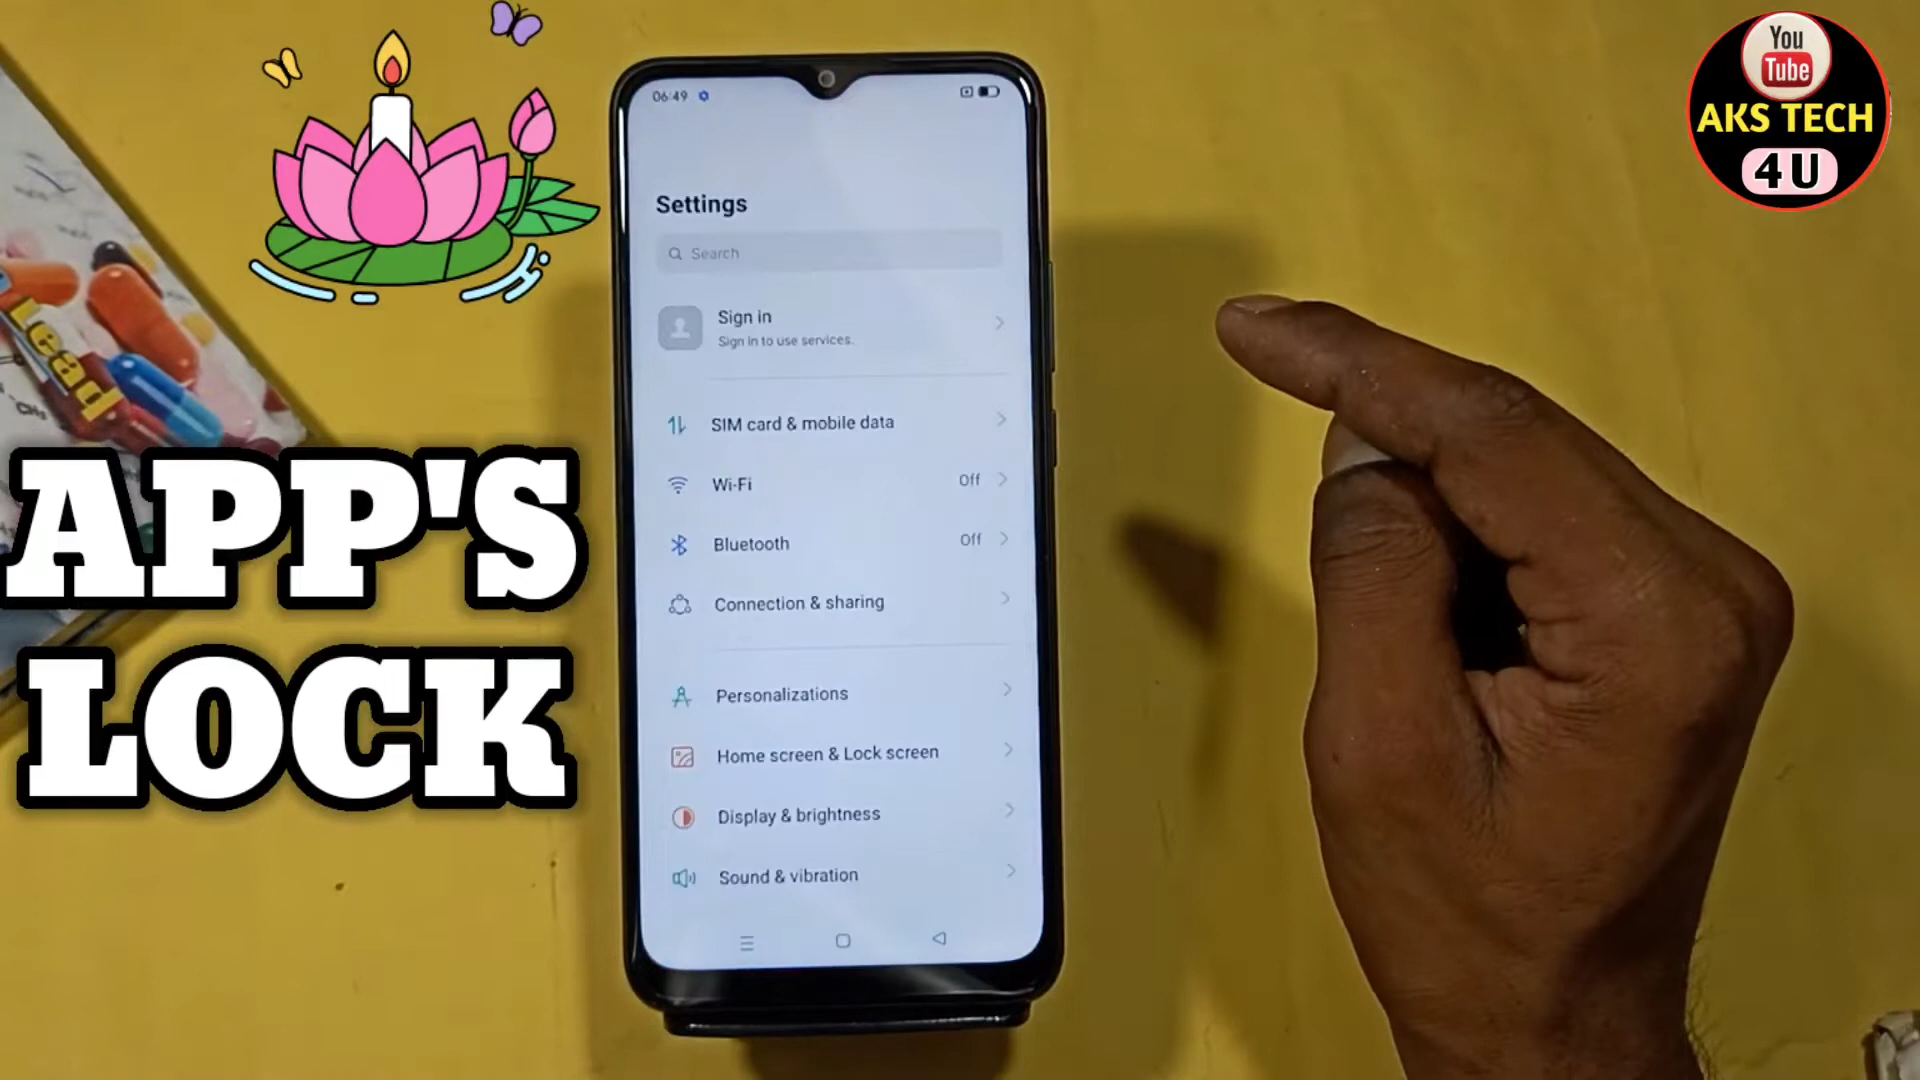 You
Tube
AKS TECH
4 U
06:49
Settings
Search
Sign in
Sign in to use services.
SIM card & mobile data
Wi-Fi
Off
Bluetooth
Off
Connection & sharing
Personalizations
Home screen & Lock screen
Display & brightness
Sound & vibration
APP'S
LOCK